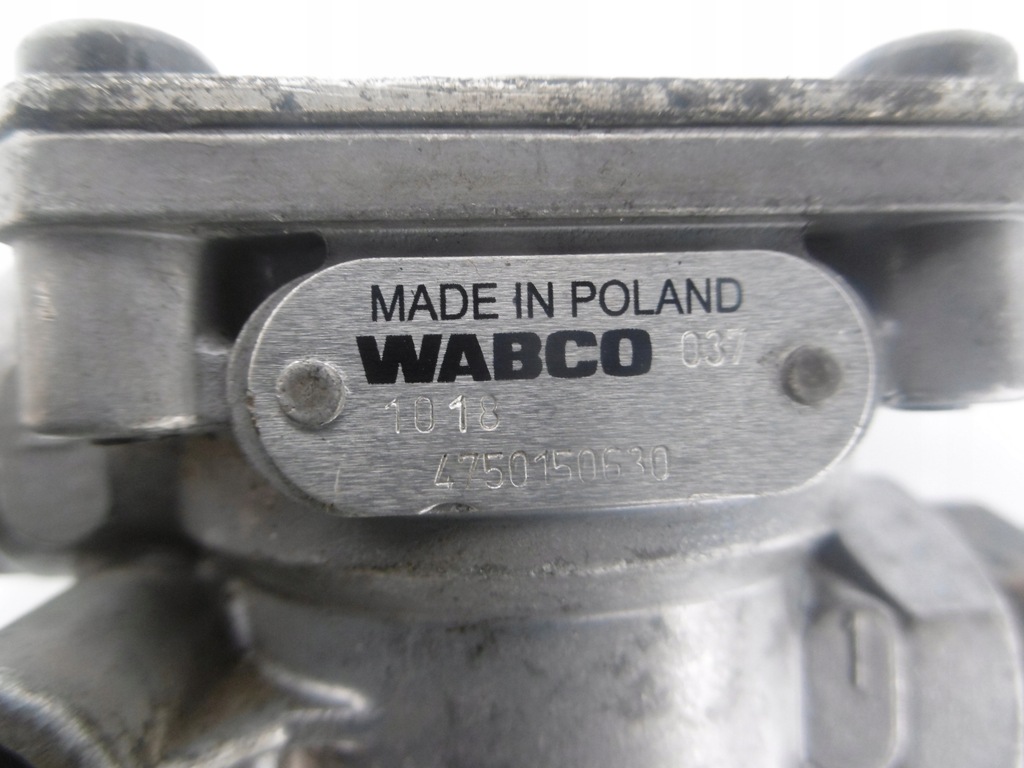 MADE IN POLAND
WABCO 037
1018
4750150630